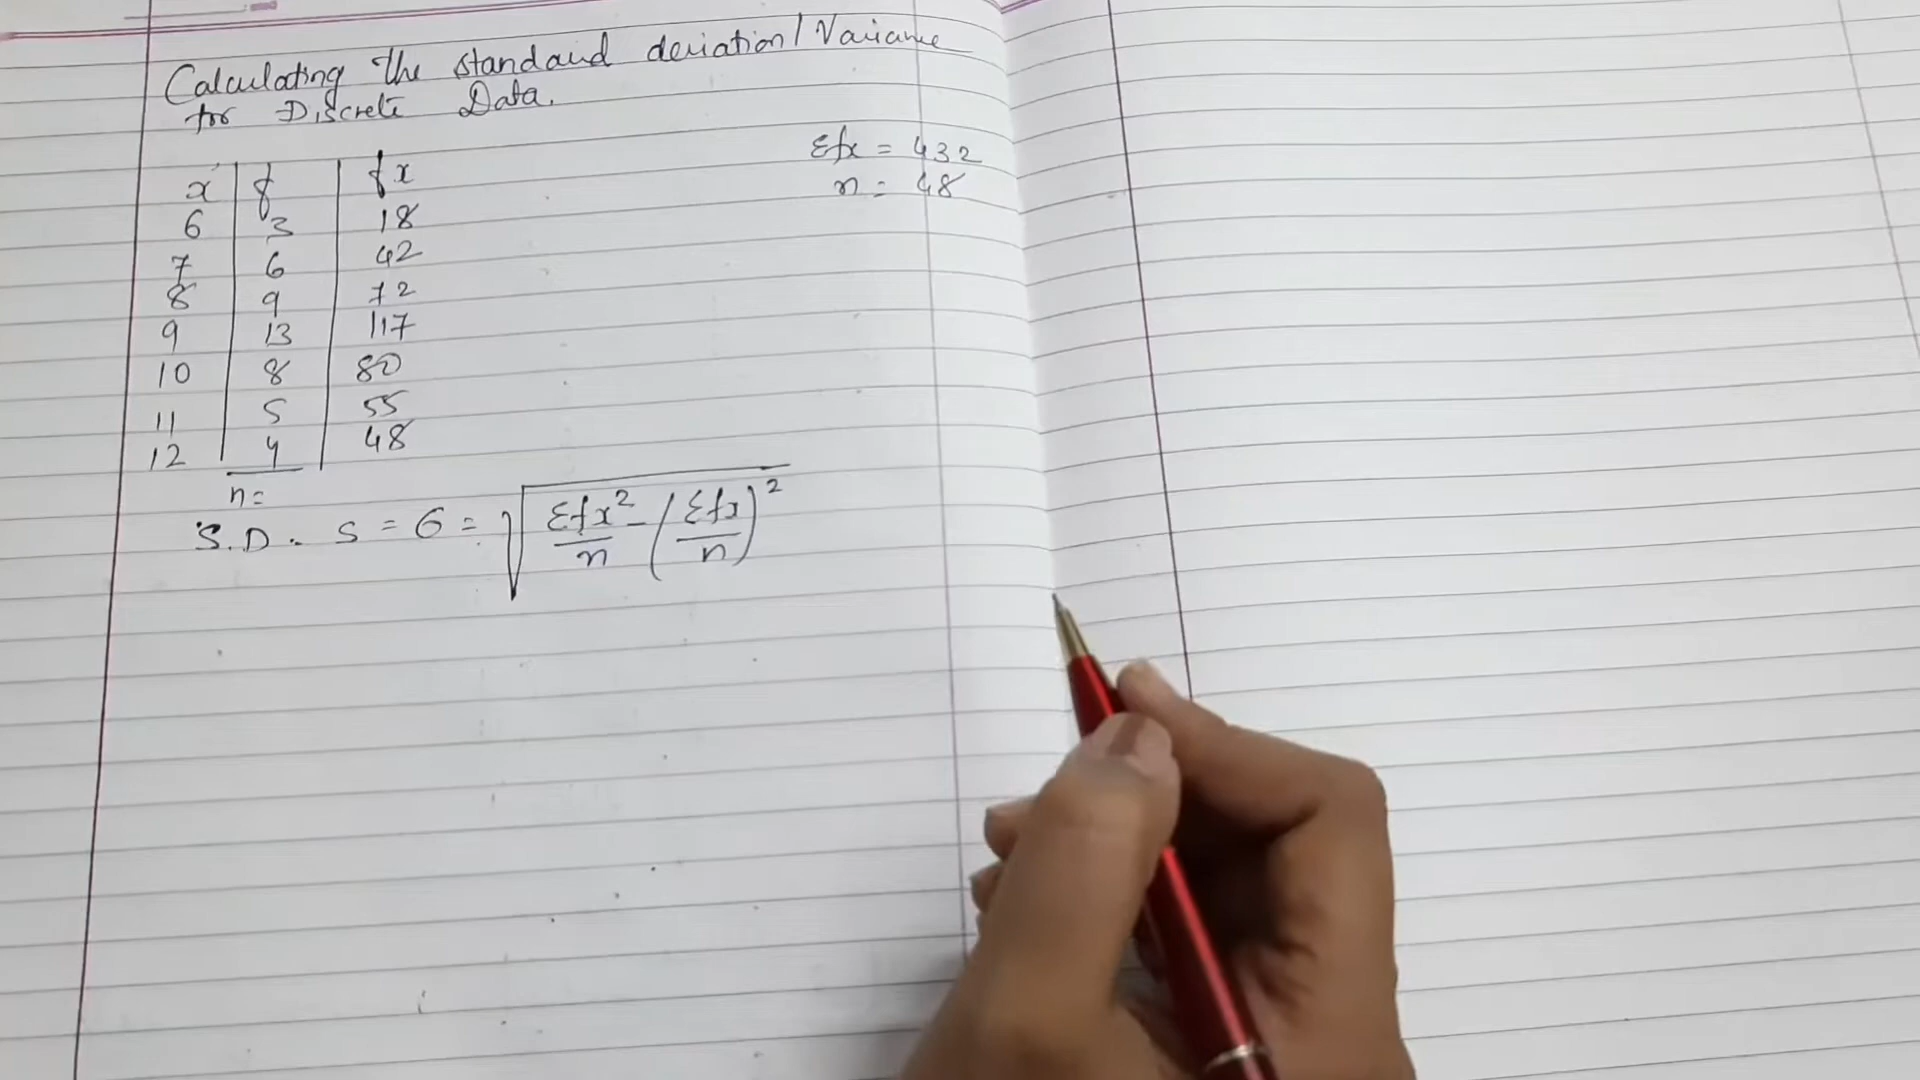 Calculating the standard deviation/Variance
for Discrete Data.
Σfx = 432
n = 48
x | f | fx
6 | 3 | 18
7 | 6 | 42
8 | 9 | 72
9 | 13 | 117
10 | 8 | 80
11 | 5 | 55
12 | 4 | 48
n =
S.D. S = σ = √(Σfx²/n - (Σfx/n)²)